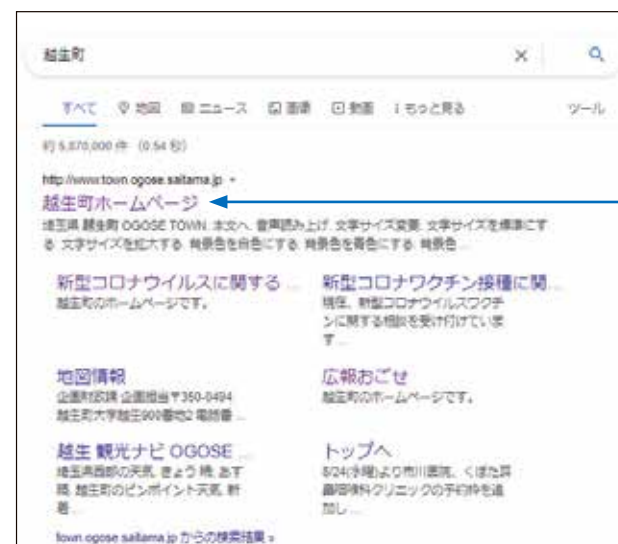 越生町
すべて 地図 ニュース 画像 動画 もっと見る ツール
約 5,870,000 件 (0.54 秒)
http://www.town.ogose.saitama.jp
越生町ホームページ
埼玉県 越生町 OGOSE TOWN. 本文へ. 音声読み上げ. 文字サイズ変更. 文字サイズを標準にす
る. 文字サイズを拡大する. 背景色を白色にする. 背景色を青色にする. 背景色 ...
新型コロナウイルスに関する ...
越生町のホームページです。
新型コロナワクチン接種に関 ...
現在、新型コロナウイルスワクチ
ンに関する相談を受け付けていま
す ...
地図情報
企画財政課 企画担当 〒350-0494
越生町大字越生900番地2 電話番 ...
広報おごせ
越生町のホームページです。
越生 観光ナビ OGOSE ...
埼玉県西部の天気. きょう 晴, あす
晴. 越生町のピンポイント天気. 新
着 ...
トップへ
8/24(水曜)より市川医院、くぼた
クリニックの予約枠を追
加し ...
town.ogose.saitama.jp からの検索結果 »